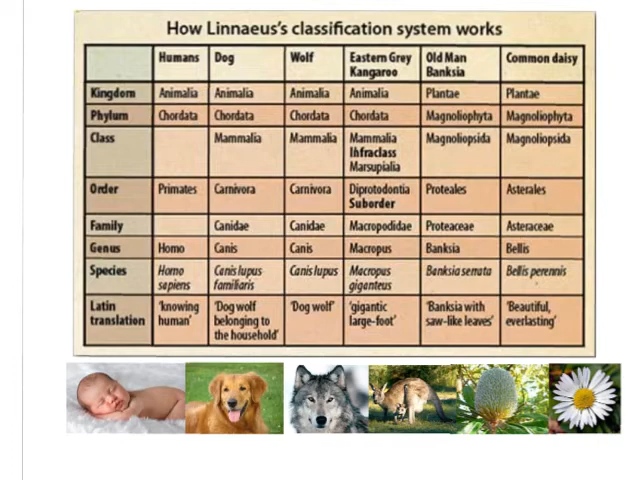 How Linnaeus's classification system works
Humans Dog Wolf Eastern Grey Kangaroo Old Man Banksia Common daisy
Kingdom Animalia Animalia Animalia Animalia Plantae Plantae
Phylum Chordata Chordata Chordata Chordata Magnoliophyta Magnoliophyta
Class Mammalia Mammalia Mammalia Infraclass Marsupialia Magnoliopsida Magnoliopsida
Order Primates Carnivora Carnivora Diprotodontia Suborder Proteales Asterales
Family Canidae Canidae Macropodidae Proteaceae Asteraceae
Genus Homo Canis Canis Macropus Banksia Bellis
Species Homo sapiens Canis lupus familiaris Canis lupus Macropus giganteus Banksia serrata Bellis perennis
Latin translation 'knowing human' 'Dog wolf belonging to the household' 'Dog wolf' 'gigantic large-foot' 'Banksia with saw-like leaves' 'Beautiful, everlasting'